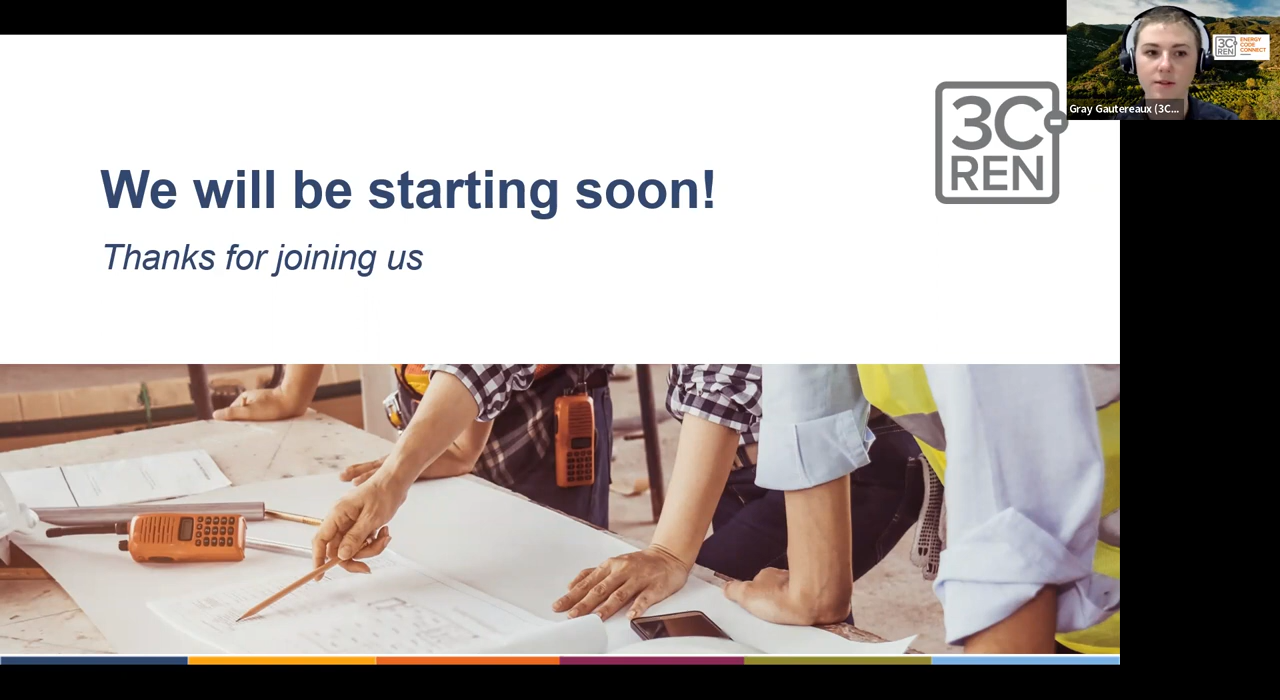 We will be starting soon!
Thanks for joining us
3C
REN
3C
REN
ENERGY
CODE
CONNECT
Gray Gautereaux (3C...